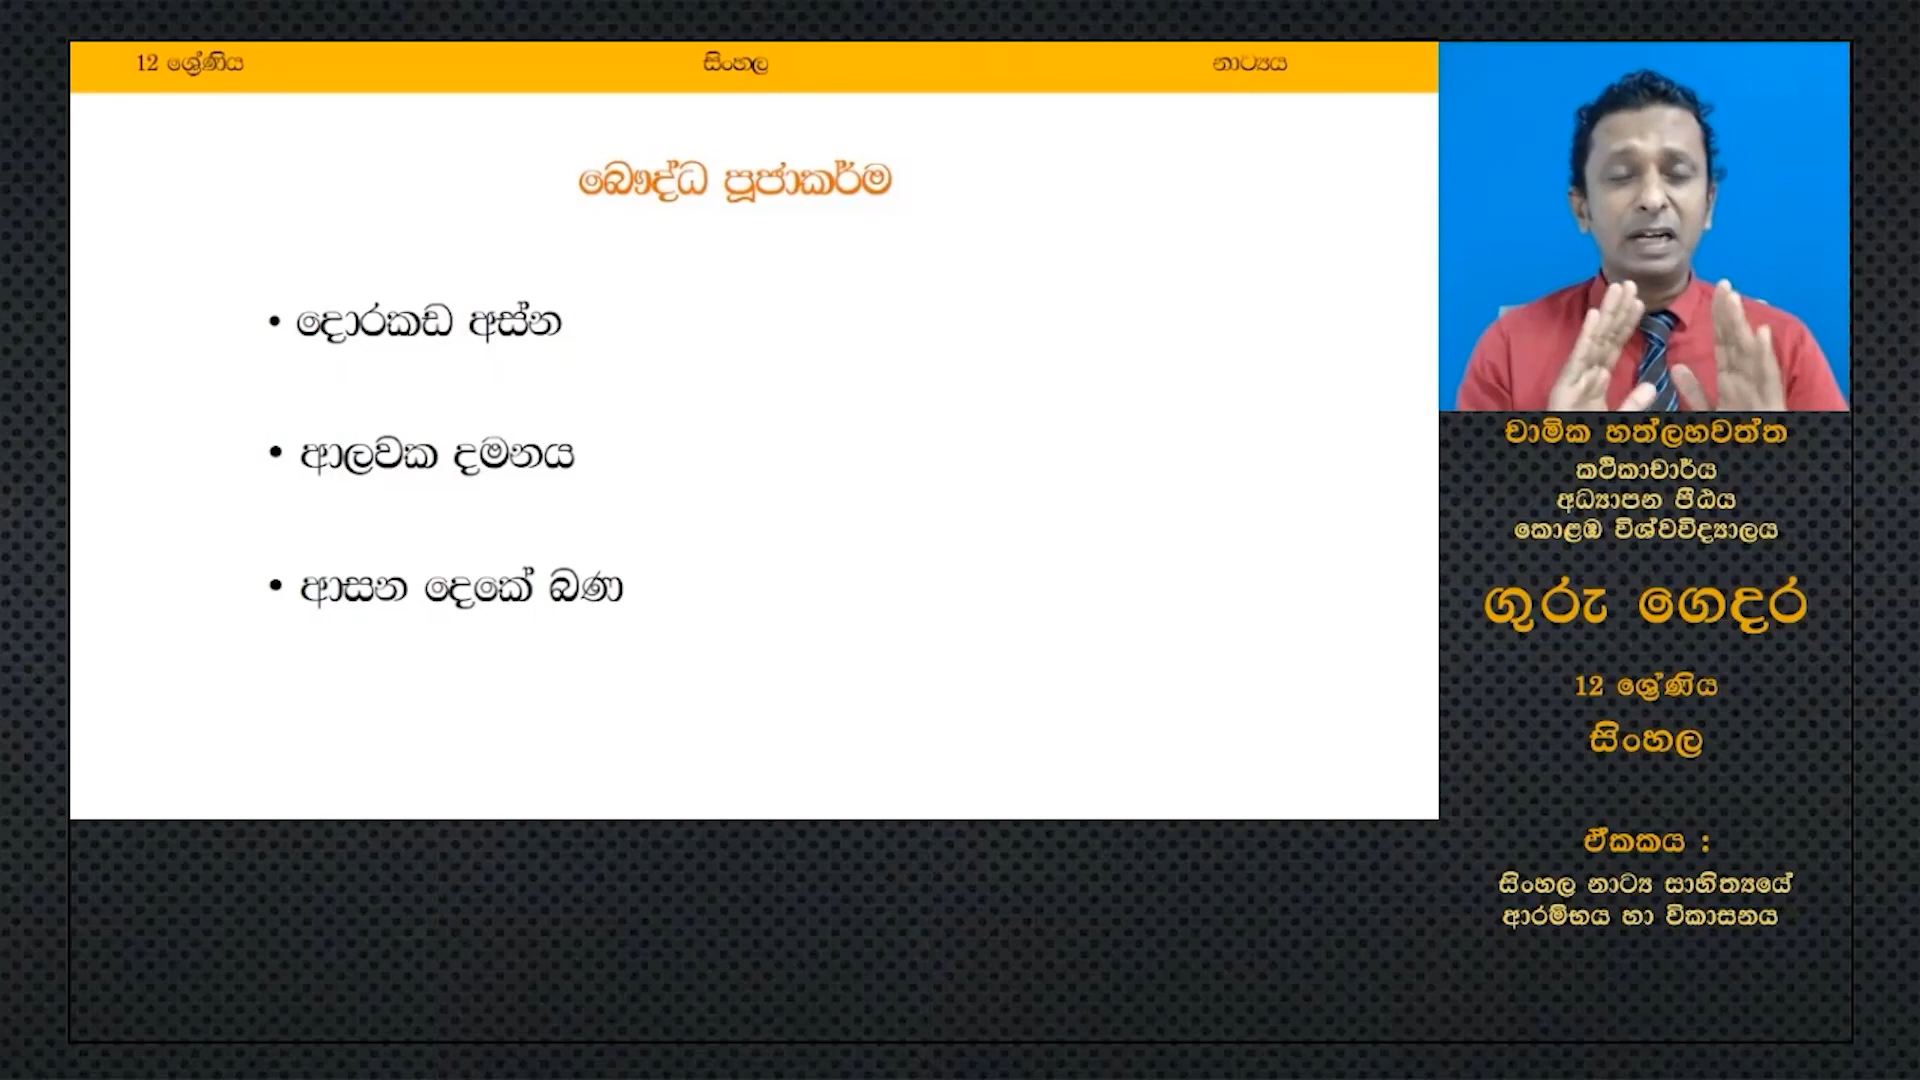 12 ශ්‍රේණිය සිංහල නාට්‍යය
බෞද්ධ පූජාකර්ම
• දොරකඩ අස්න
• ආලවක දමනය
• ආසන දෙකේ බණ
චාමික හත්ලහවත්ත
කථිකාචාර්ය
අධ්‍යාපන පීඨය
කොළඹ විශ්වවිද්‍යාලය
ගුරු ගෙදර
12 ශ්‍රේණිය
සිංහල
ඒකකය :
සිංහල නාට්‍ය සාහිත්‍යයේ
ආරම්භය හා විකාසනය